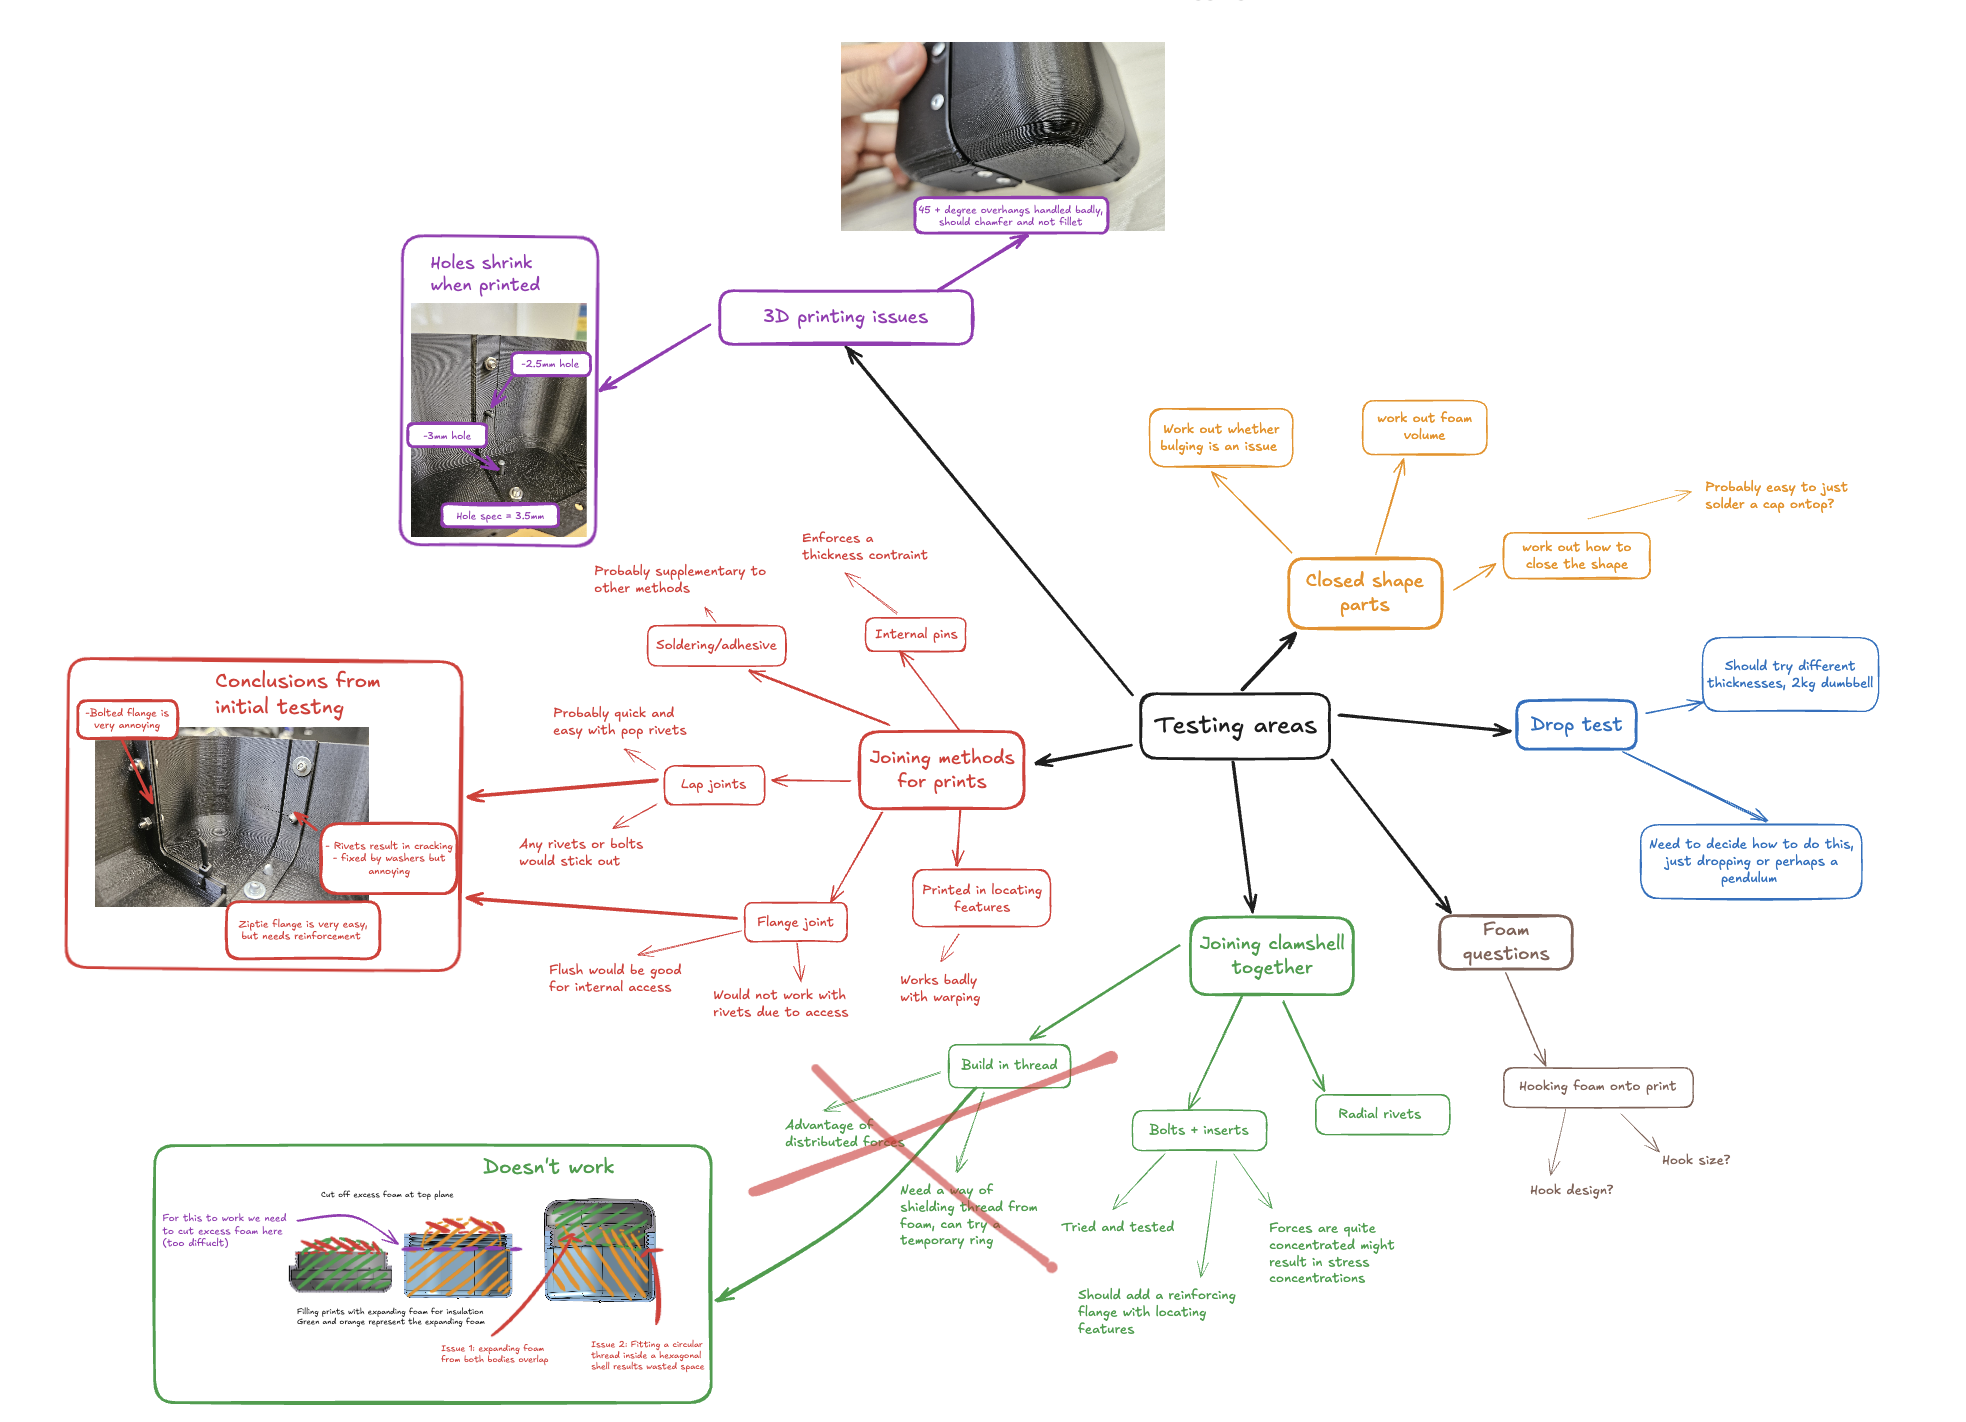 45 + degree overhangs handled badly,
should chamfer and not fillet
Holes shrink
when printed
~2.5mm hole
~3mm hole
Hole spec = 3.5mm
3D printing issues
Work out whether
bulging is an issue
work out foam
volume
Probably easy to just
solder a cap ontop?
work out how to
close the shape
Closed shape
parts
Enforces a
thickness contraint
Probably supplementary to
other methods
Internal pins
Soldering/adhesive
Conclusions from
initial testng
-Bolted flange is
very annoying
- Rivets result in cracking
- fixed by washers but
annoying
Ziptie flange is very easy,
but needs reinforcement
Probably quick and
easy with pop rivets
Lap joints
Any rivets or bolts
would stick out
Joining methods
for prints
Testing areas
Drop test
Should try different
thicknesses, 2kg dumbbell
Need to decide how to do this,
just dropping or perhaps a
pendulum
Printed in locating
features
Flange joint
Flush would be good
for internal access
Would not work with
rivets due to access
Works badly
with warping
Joining clamshell
together
Foam
questions
Build in thread
Advantage of
distributed forces
Need a way of
shielding thread from
foam, can try a
temporary ring
Bolts + inserts
Radial rivets
Tried and tested
Should add a reinforcing
flange with locating
features
Forces are quite
concentrated might
result in stress
concentrations
Hooking foam onto print
Hook size?
Hook design?
Doesn't work
Cut off excess foam at top plane
For this to work we need
to cut excess foam here
(too diffuclt)
Filling prints with expanding foam for insulation
Green and orange represent the expanding foam
Issue 1: expanding foam
from both bodies overlap
Issue 2: Fitting a circular
thread inside a hexagonal
shell results wasted space